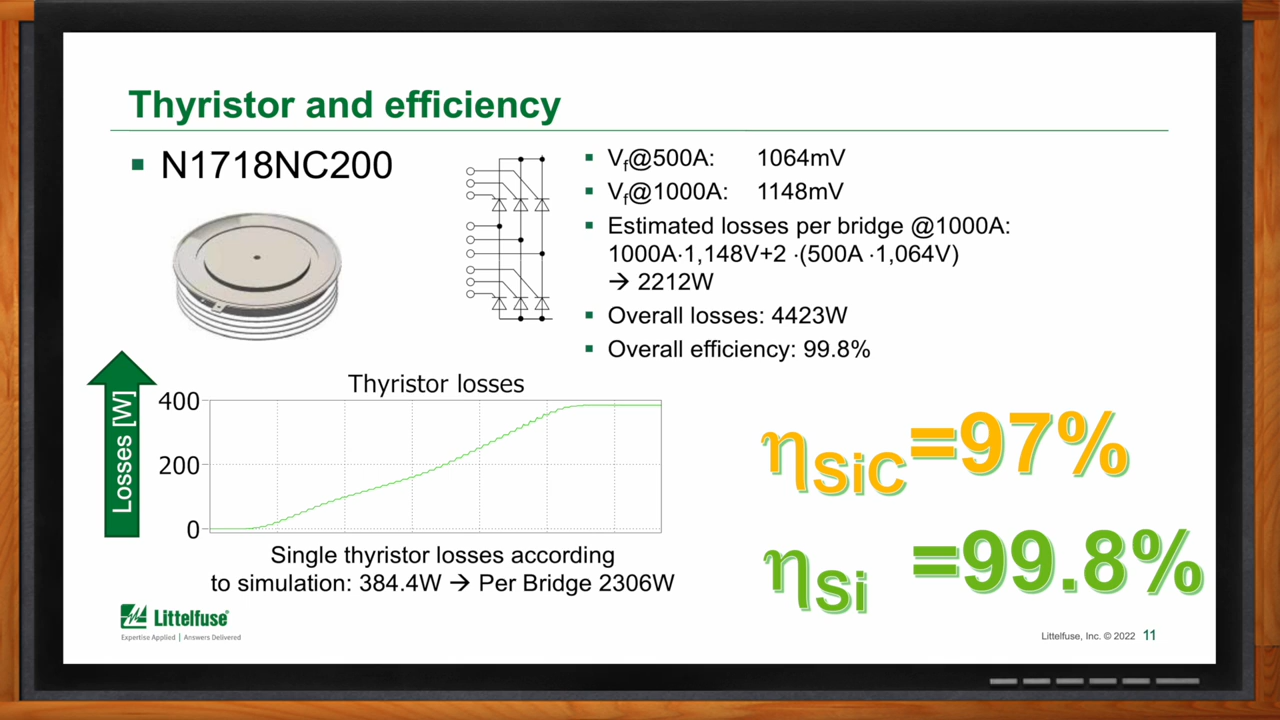 Thyristor and efficiency
▪ N1718NC200
▪ Vf@500A: 1064mV
▪ Vf@1000A: 1148mV
▪ Estimated losses per bridge @1000A:
1000A·1,148V+2 ·(500A ·1,064V)
→ 2212W
▪ Overall losses: 4423W
▪ Overall efficiency: 99.8%
Thyristor losses
Losses [W]
400
200
0
Single thyristor losses according
to simulation: 384.4W → Per Bridge 2306W
ηSiC=97%
ηSi =99.8%
Littelfuse®
Expertise Applied | Answers Delivered
Littelfuse, Inc. © 2022 11